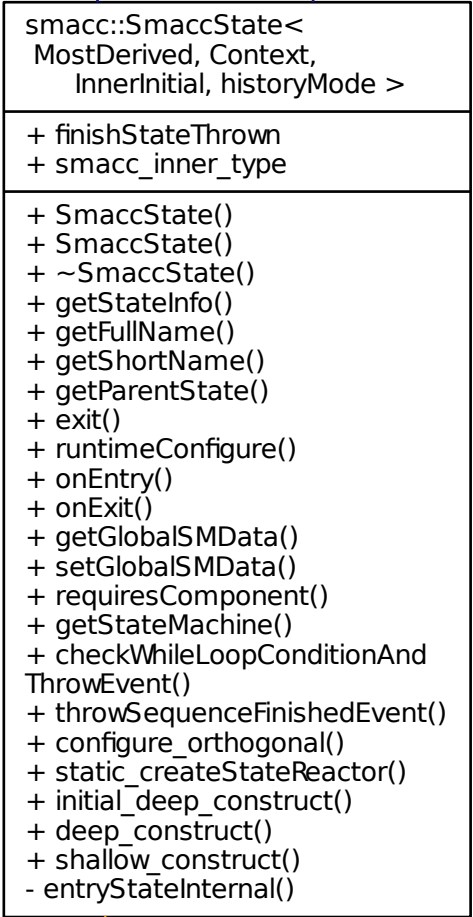 smacc::SmaccState<
MostDerived, Context,
InnerInitial, historyMode >
+ finishStateThrown
+ smacc_inner_type
+ SmaccState()
+ SmaccState()
+ ~SmaccState()
+ getStateInfo()
+ getFullName()
+ getShortName()
+ getParentState()
+ exit()
+ runtimeConfigure()
+ onEntry()
+ onExit()
+ getGlobalSMData()
+ setGlobalSMData()
+ requiresComponent()
+ getStateMachine()
+ checkWhileLoopConditionAnd
ThrowEvent()
+ throwSequenceFinishedEvent()
+ configure_orthogonal()
+ static_createStateReactor()
+ initial_deep_construct()
+ deep_construct()
+ shallow_construct()
- entryStateInternal()